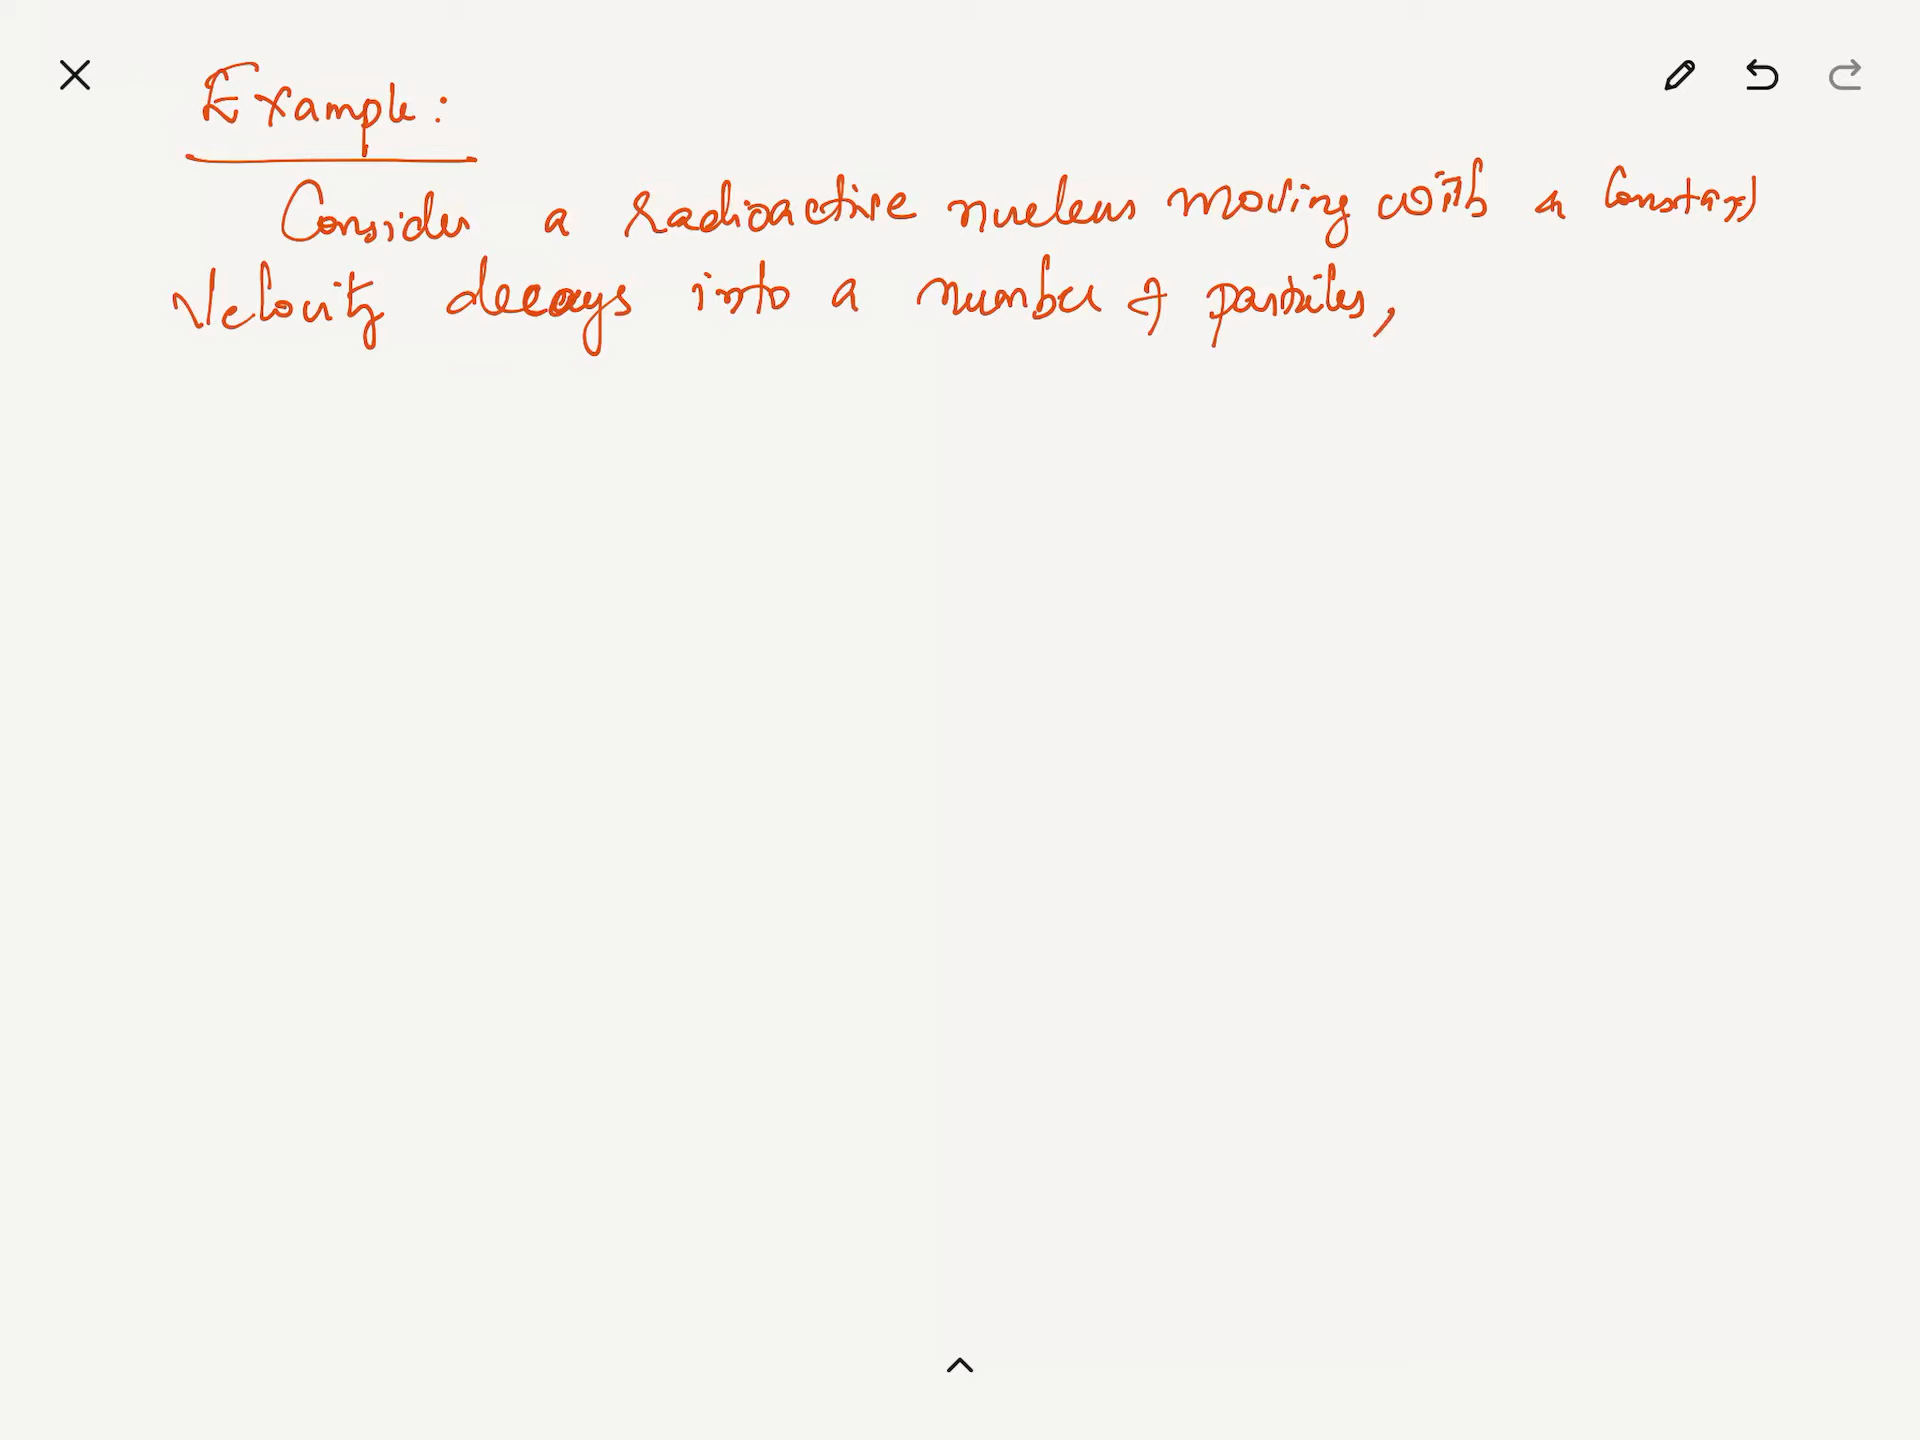 Example:
Consider a radioactive nucleus moving with a constant
velocity decays into a number of particles,